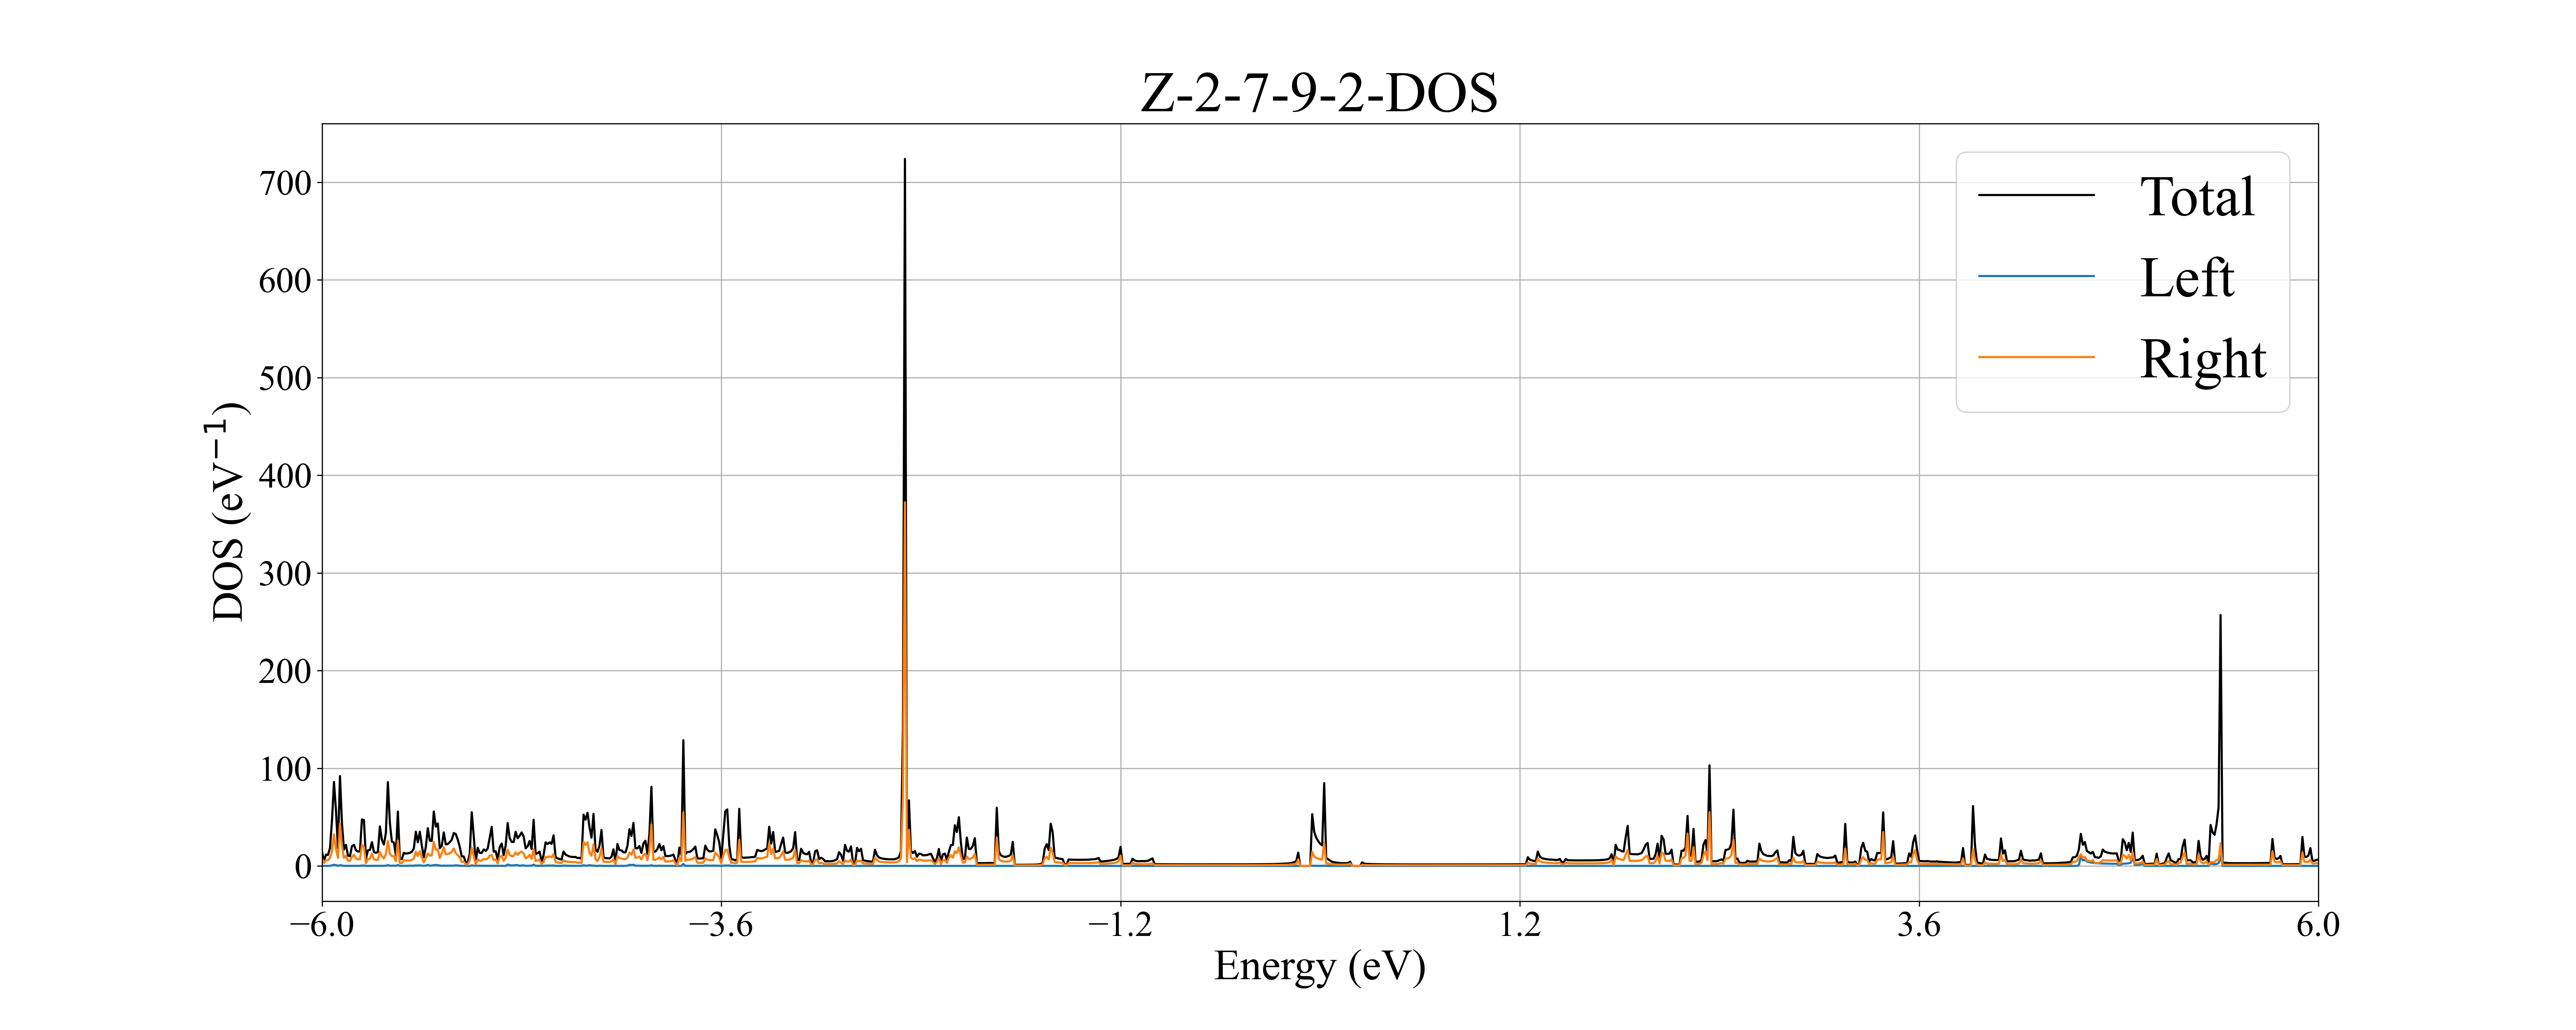 Z-2-7-9-2-DOS
Total
Left
Right
DOS (eV⁻¹)
700
600
500
400
300
200
100
0
−6.0
−3.6
−1.2
1.2
3.6
6.0
Energy (eV)